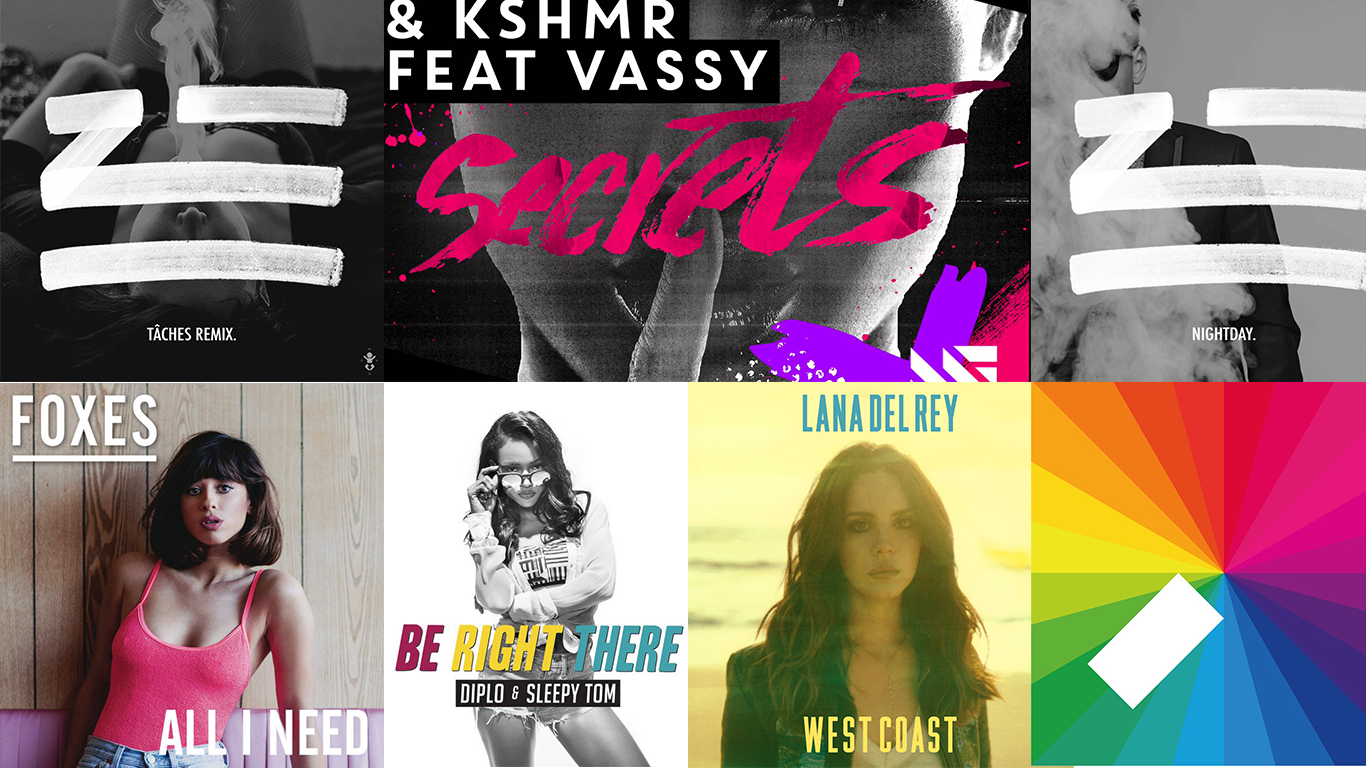 & KSHMR
FEAT VASSY
secrets
TÂCHES REMIX.
NIGHTDAY.
FOXES
ALL I NEED
BE RIGHT THERE
DIPLO & SLEEPY TOM
LANA DEL REY
WEST COAST